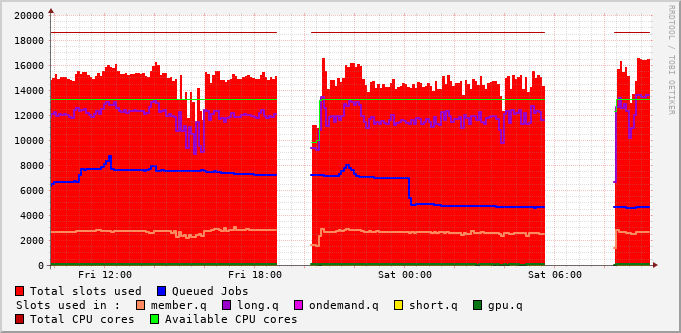 20000
18000
16000
14000
12000
10000
8000
6000
4000
2000
0
Fri 12:00 Fri 18:00 Sat 00:00 Sat 06:00
RRDTOOL / TOBI OETIKER
Total slots used Queued Jobs
Slots used in : member.q long.q ondemand.q short.q gpu.q
Total CPU cores Available CPU cores